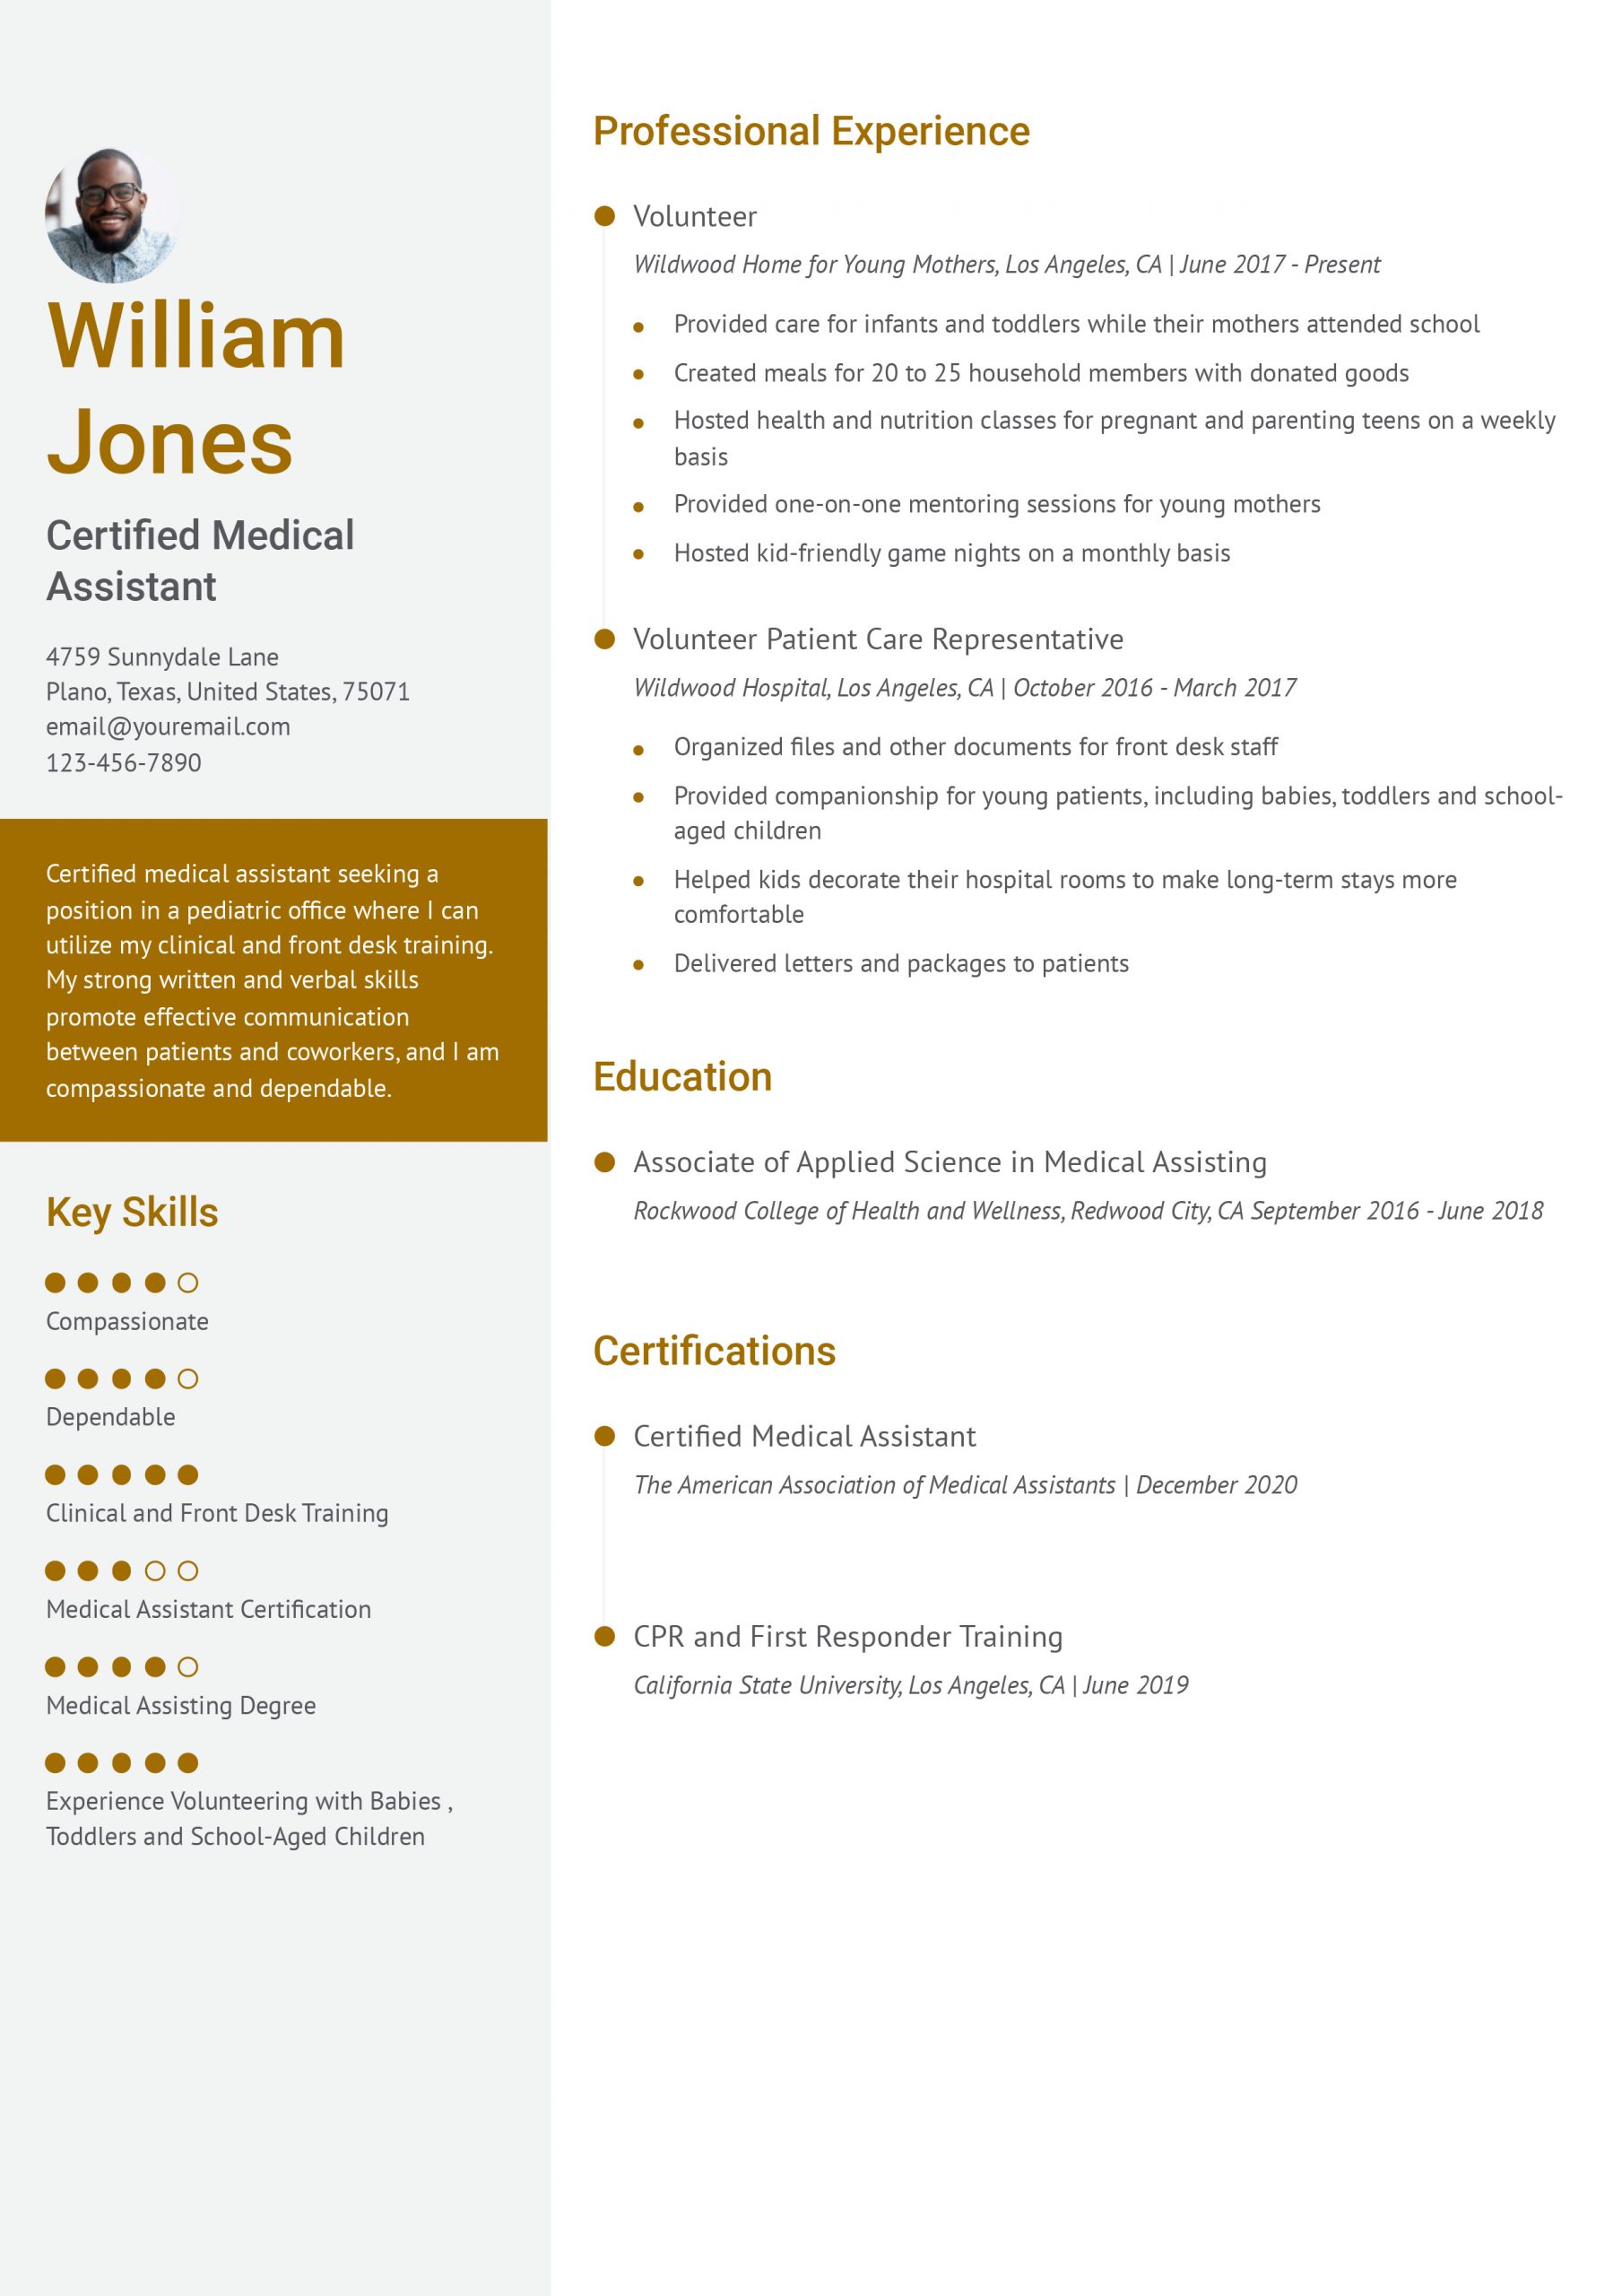 William
Jones
Certified Medical
Assistant
4759 Sunnydale Lane
Plano, Texas, United States, 75071
email@youremail.com
123-456-7890
Certified medical assistant seeking a
position in a pediatric office where I can
utilize my clinical and front desk training.
My strong written and verbal skills
promote effective communication
between patients and coworkers, and I am
compassionate and dependable.
Key Skills
Compassionate
Dependable
Clinical and Front Desk Training
Medical Assistant Certification
Medical Assisting Degree
Experience Volunteering with Babies ,
Toddlers and School-Aged Children
Professional Experience
Volunteer
Wildwood Home for Young Mothers, Los Angeles, CA | June 2017 - Present
Provided care for infants and toddlers while their mothers attended school
Created meals for 20 to 25 household members with donated goods
Hosted health and nutrition classes for pregnant and parenting teens on a weekly
basis
Provided one-on-one mentoring sessions for young mothers
Hosted kid-friendly game nights on a monthly basis
Volunteer Patient Care Representative
Wildwood Hospital, Los Angeles, CA | October 2016 - March 2017
Organized files and other documents for front desk staff
Provided companionship for young patients, including babies, toddlers and school-
aged children
Helped kids decorate their hospital rooms to make long-term stays more
comfortable
Delivered letters and packages to patients
Education
Associate of Applied Science in Medical Assisting
Rockwood College of Health and Wellness, Redwood City, CA September 2016 - June 2018
Certifications
Certified Medical Assistant
The American Association of Medical Assistants | December 2020
CPR and First Responder Training
California State University, Los Angeles, CA | June 2019